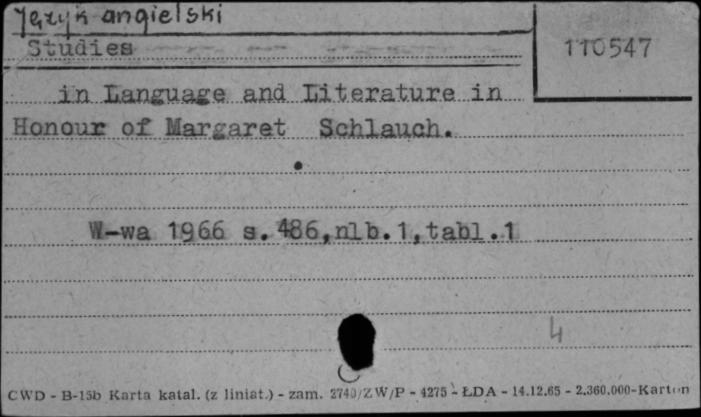 Język angielski
Studies
110547
in Language and Literature in
Honour of Margaret Schlauch.
W-wa 1966 s.486,nlb.1,tabl.1
4
CWD - B-15b Karta katal. (z liniat.) - zam. 2740/ZW/P - 4275 - ŁDA - 14.12.65 - 2.360.000-Karton